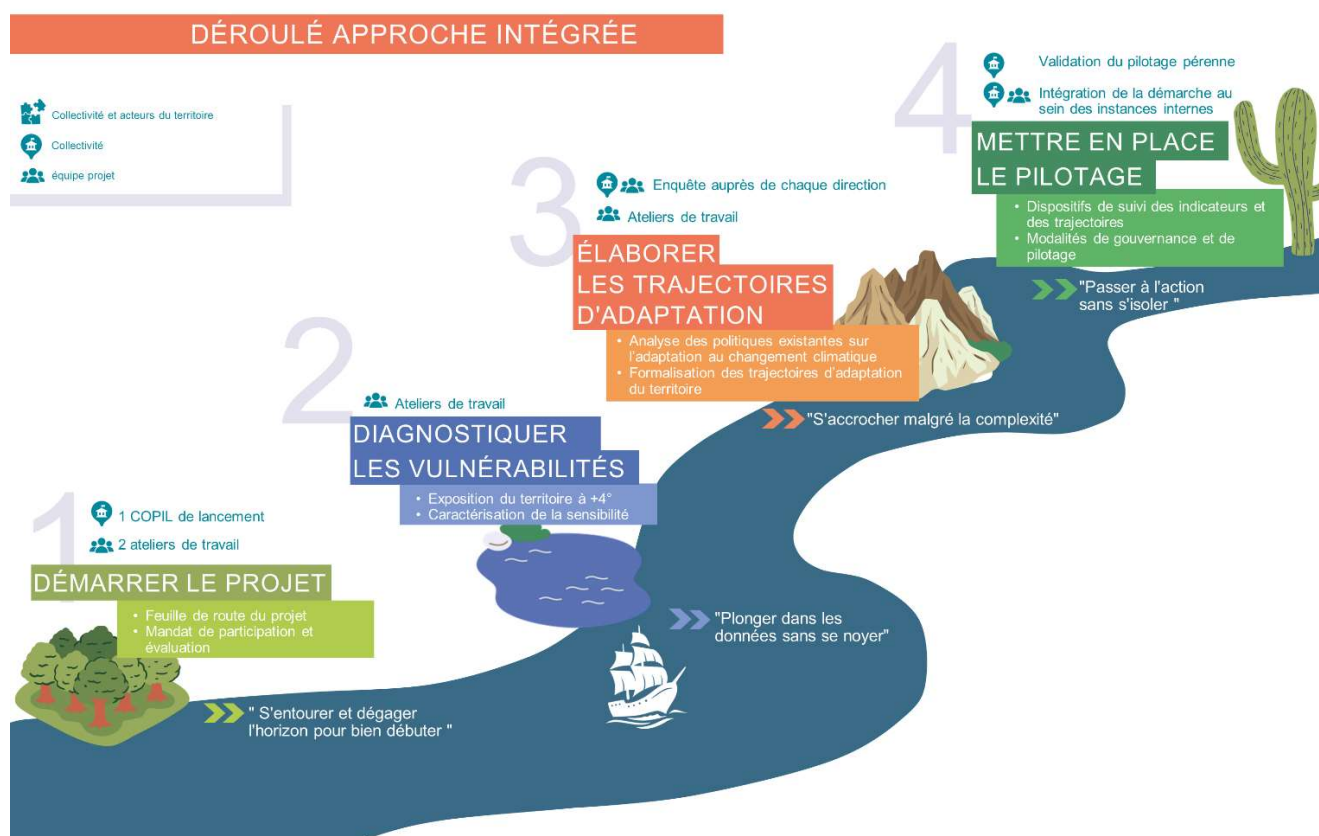 DÉROULÉ APPROCHE INTÉGRÉE
Collectivité et acteurs du territoire
Collectivité
équipe projet
1
1 COPIL de lancement
2 ateliers de travail
DÉMARRER LE PROJET
• Feuille de route du projet
• Mandat de participation et
évaluation
" S'entourer et dégager
l'horizon pour bien débuter "
2
Ateliers de travail
DIAGNOSTIQUER
LES VULNÉRABILITÉS
• Exposition du territoire à +4°
• Caractérisation de la sensibilité
"Plonger dans les
données sans se noyer"
3
Enquête auprès de chaque direction
Ateliers de travail
ÉLABORER
LES TRAJECTOIRES
D'ADAPTATION
• Analyse des politiques existantes sur
l'adaptation au changement climatique
• Formalisation des trajectoires d'adaptation
du territoire
"S'accrocher malgré la complexité"
4
Validation du pilotage pérenne
Intégration de la démarche au
sein des instances internes
METTRE EN PLACE
LE PILOTAGE
• Dispositifs de suivi des indicateurs et
des trajectoires
• Modalités de gouvernance et de
pilotage
"Passer à l'action
sans s'isoler "